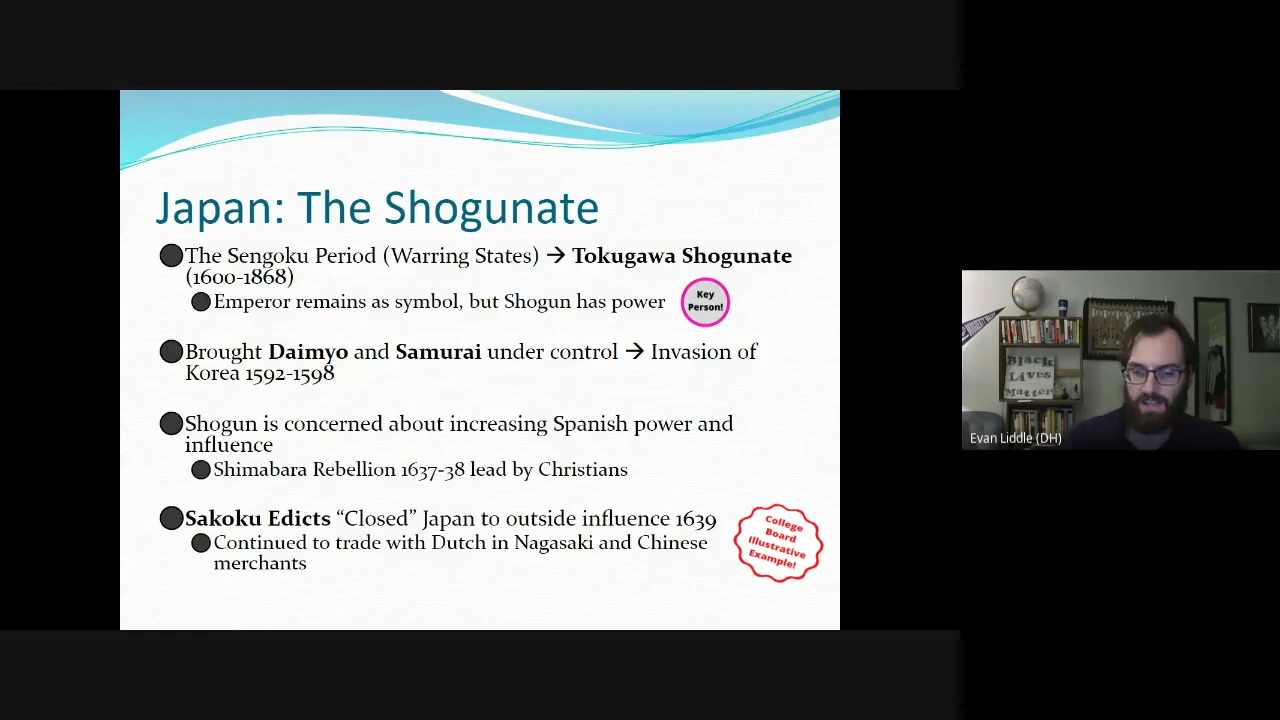 Japan: The Shogunate
The Sengoku Period (Warring States) → Tokugawa Shogunate
(1600-1868)
Emperor remains as symbol, but Shogun has power
Key
Person!
Brought Daimyo and Samurai under control → Invasion of
Korea 1592-1598
Shogun is concerned about increasing Spanish power and
influence
Shimabara Rebellion 1637-38 lead by Christians
Sakoku Edicts “Closed” Japan to outside influence 1639
Continued to trade with Dutch in Nagasaki and Chinese
merchants
College
Board
Illustrative
Example!
Black
Lives
Matter
Evan Liddle (DH)